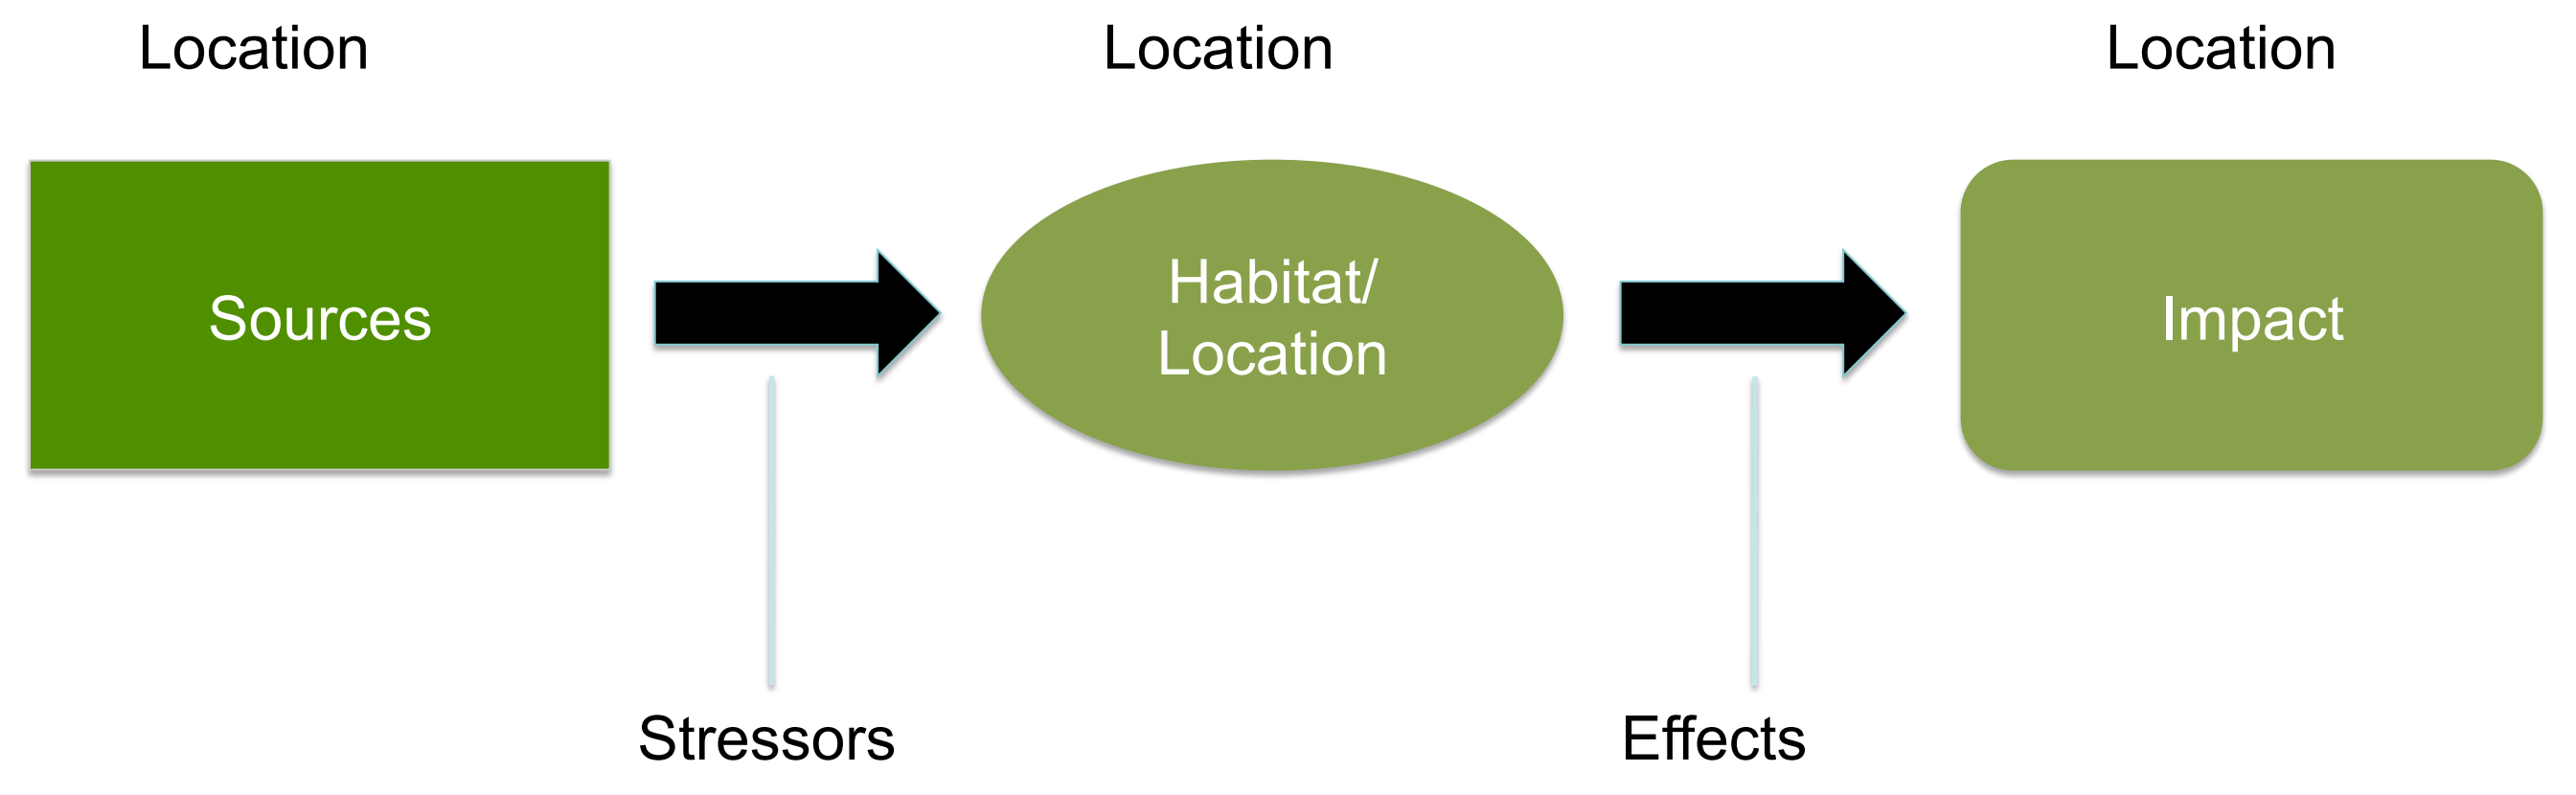 Location
Location
Location
Sources
Habitat/
Location
Impact
Stressors
Effects